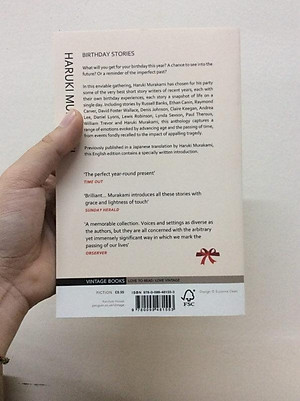 BIRTHDAY STORIES
HARUKI MU
What will you get for your birthday this year? A chance to see into the
future? Or a reminder of the imperfect past?
In this enviable gathering, Haruki Murakami has chosen for his party
some of the very best short story writers of recent years, each with
their own birthday experiences, each story a snapshot of life on a
single day. Including stories by Russell Banks, Ethan Canin, Raymond
Carver, David Foster Wallace, Denis Johnson, Claire Keegan, Andrea
Lee, Daniel Lyons, Lewis Robinson, Lynda Sexson, Paul Theroux,
William Trevor and Haruki Murakami, this anthology captures a
range of emotions evoked by advancing age and the passing of time,
from events fondly recalled to the impact of appalling tragedy.
Previously published in a Japanese translation by Haruki Murakami,
this English edition contains a specially written introduction.
'The perfect year-round present'
TIME OUT
'Brilliant... Murakami introduces all these stories with
grace and lightness of touch'
SUNDAY HERALD
'A memorable collection. Voices and settings as diverse as
the authors, but they are all concerned with the arbitrary
yet immensely significant way in which we mark the
passing of our lives'
OBSERVER
VINTAGE BOOKS
LOVE TO READ, LOVE VINTAGE
FICTION
ISBN
FSC